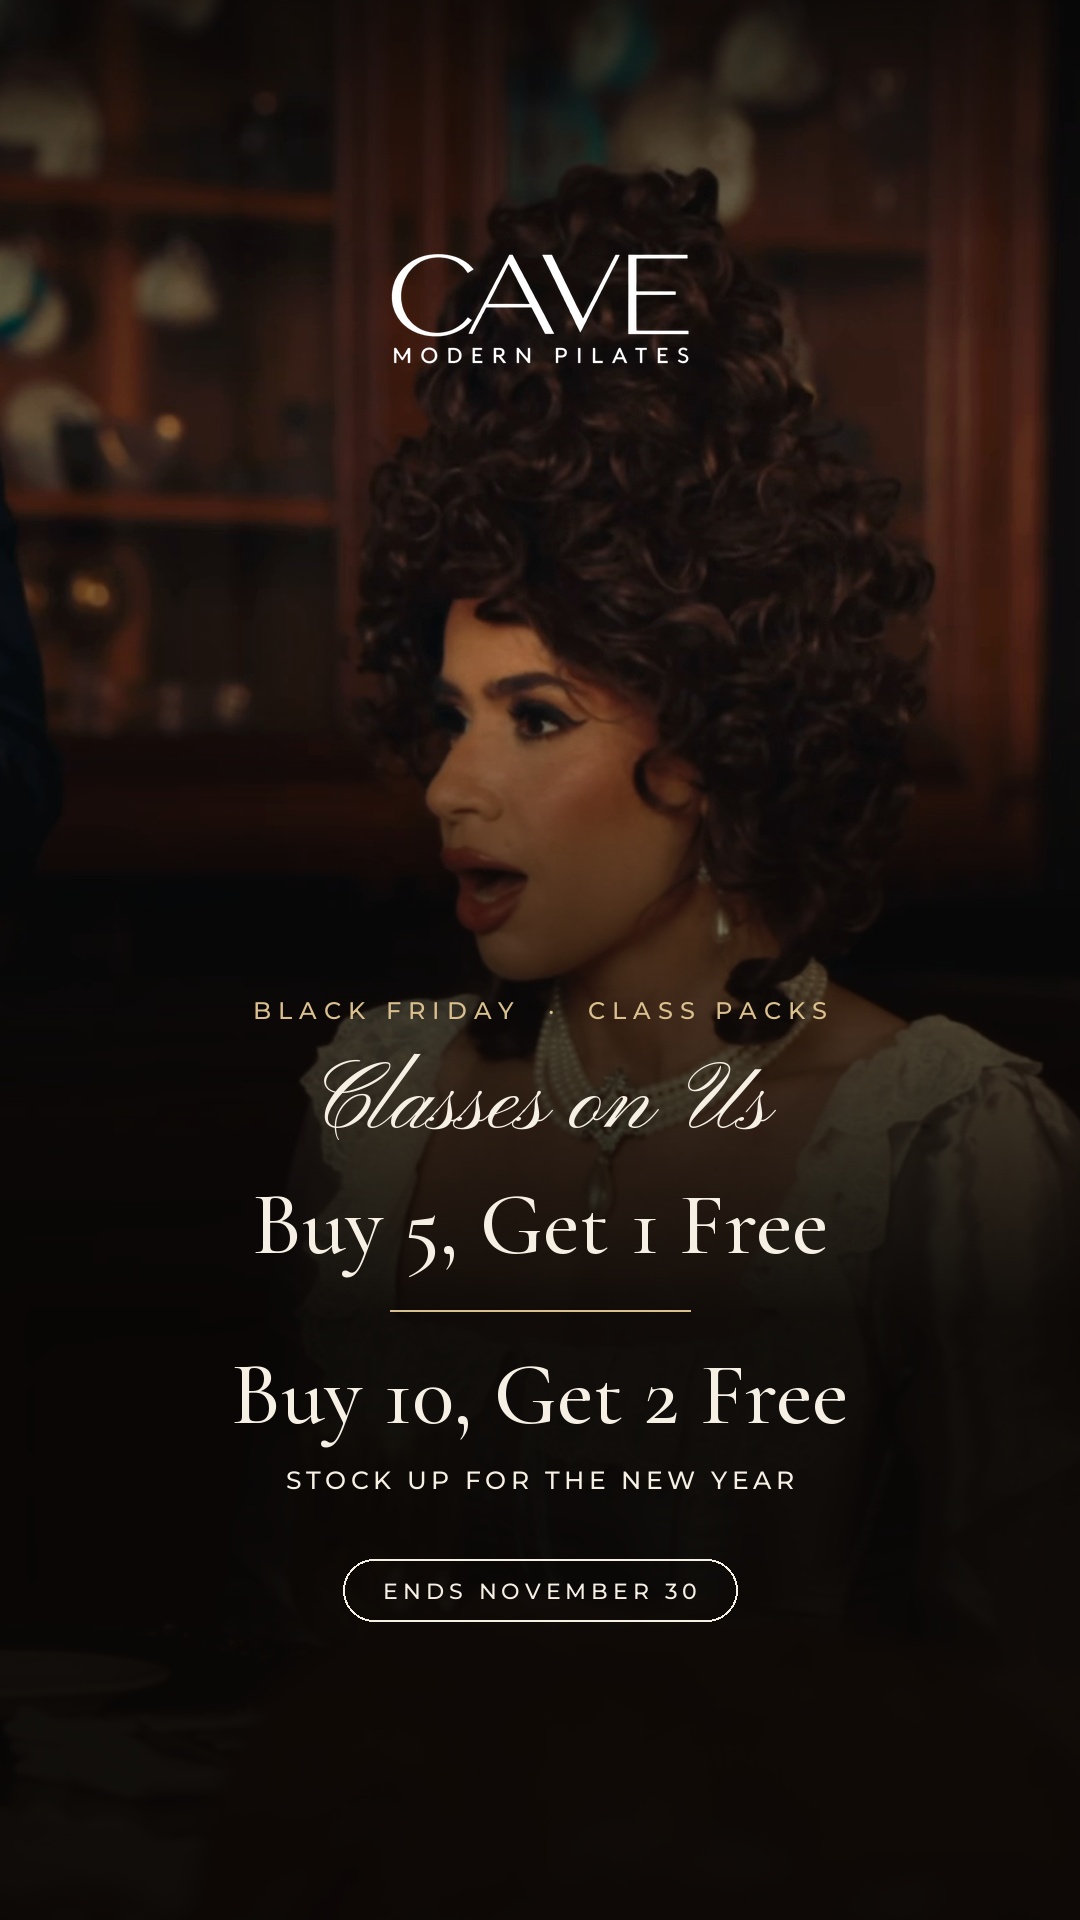 CAVE
MODERN PILATES
BLACK FRIDAY · CLASS PACKS
Classes on Us
Buy 5, Get 1 Free
Buy 10, Get 2 Free
STOCK UP FOR THE NEW YEAR
ENDS NOVEMBER 30